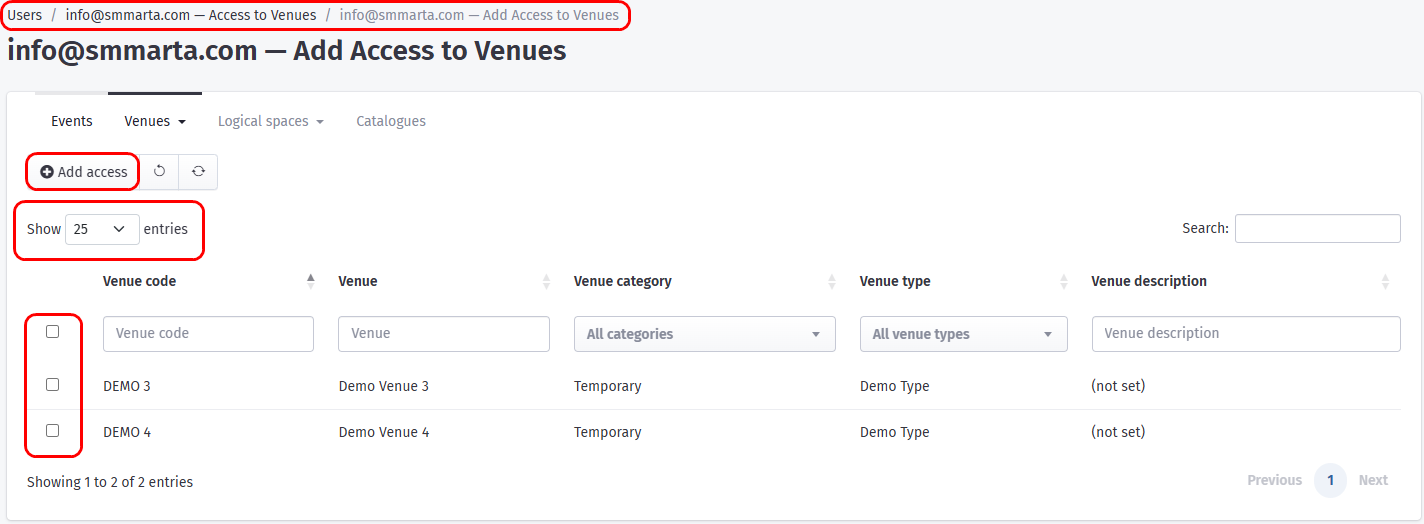 Users / info@smmarta.com — Access to Venues / info@smmarta.com — Add Access to Venues
info@smmarta.com — Add Access to Venues
Events Venues Logical spaces Catalogues
Add access
Show 25 entries Search:
Venue code Venue Venue category Venue type Venue description
Venue code Venue All categories All venue types Venue description
DEMO 3 Demo Venue 3 Temporary Demo Type (not set)
DEMO 4 Demo Venue 4 Temporary Demo Type (not set)
Showing 1 to 2 of 2 entries Previous 1 Next